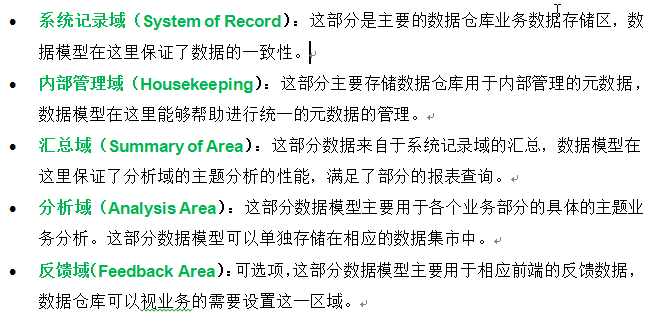 • 系统记录域（System of Record）：这部分是主要的数据仓库业务数据存储区，数
据模型在这里保证了数据的一致性。
• 内部管理域（Housekeeping）：这部分主要存储数据仓库用于内部管理的元数据，
数据模型在这里能够帮助进行统一的元数据的管理。
• 汇总域（Summary of Area）：这部分数据来自于系统记录域的汇总，数据模型在
这里保证了分析域的主题分析的性能，满足了部分的报表查询。
• 分析域（Analysis Area）：这部分数据模型主要用于各个业务部分的具体的主题业
务分析。这部分数据模型可以单独存储在相应的数据集市中。
• 反馈域(Feedback Area)：可选项，这部分数据模型主要用于相应前端的反馈数据，
数据仓库可以视业务的需要设置这一区域。